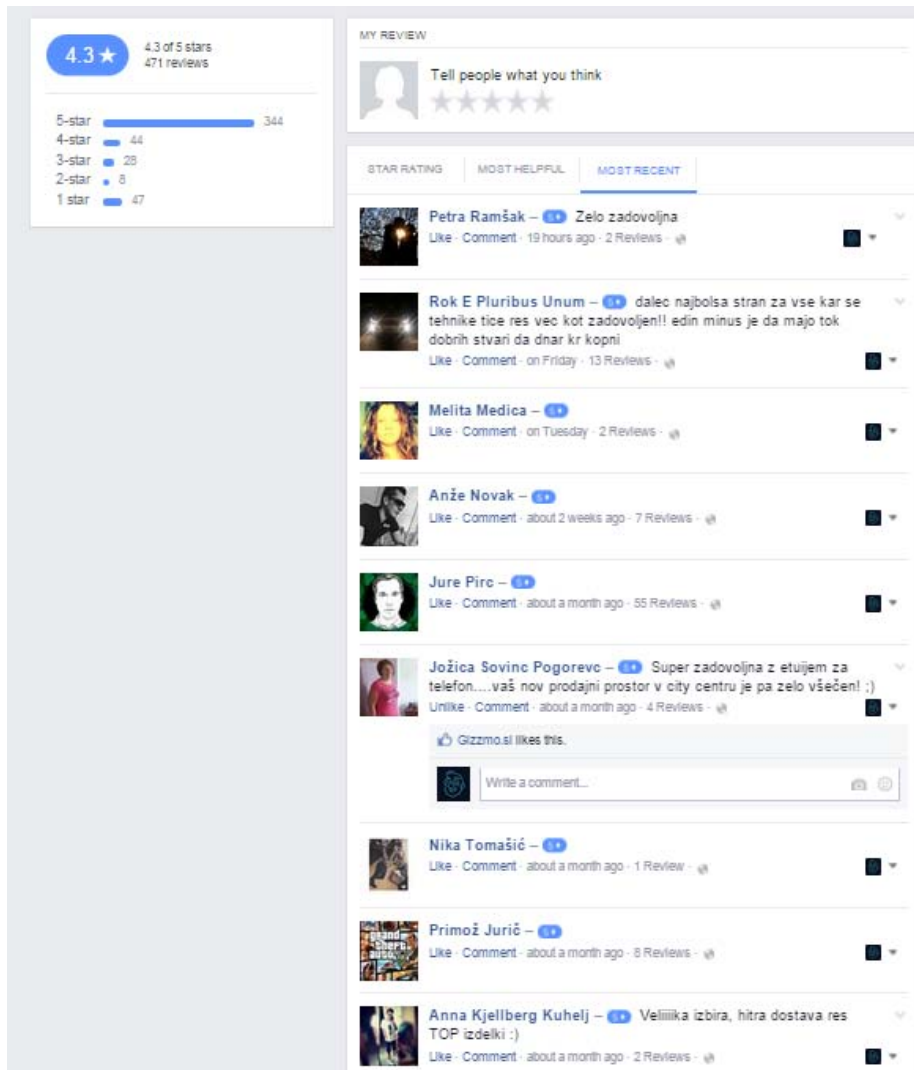 4.3 ★
4.3 of 5 stars
471 reviews
5-star 344
4-star 44
3-star 28
2-star 8
1 star 47
MY REVIEW
Tell people what you think
STAR RATING MOST HELPFUL MOST RECENT
Petra Ramšak – 5★ Zelo zadovoljna
Like · Comment · 19 hours ago · 2 Reviews ·
Rok E Pluribus Unum – 5★ dalec najbolsa stran za vse kar se
tehnike tice res vec kot zadovoljen!! edin minus je da majo tok
dobrih stvari da dnar kr kopni
Like · Comment · on Friday · 13 Reviews ·
Melita Medica – 5★
Like · Comment · on Tuesday · 2 Reviews ·
Anže Novak – 5★
Like · Comment · about 2 weeks ago · 7 Reviews ·
Jure Pirc – 5★
Like · Comment · about a month ago · 55 Reviews ·
Jožica Sovinc Pogorevc – 5★ Super zadovoljna z etuijem za
telefon....vaš nov prodajni prostor v city centru je pa zelo všečen! :)
Unlike · Comment · about a month ago · 4 Reviews ·
Gizzmo.si likes this.
Write a comment...
Nika Tomašić – 5★
Like · Comment · about a month ago · 1 Review ·
Primož Jurič – 5★
Like · Comment · about a month ago · 8 Reviews ·
grand
theft
auto
Anna Kjellberg Kuhelj – 5★ Veliiiika izbira, hitra dostava res
TOP izdelki :)
Like · Comment · about a month ago · 2 Reviews ·